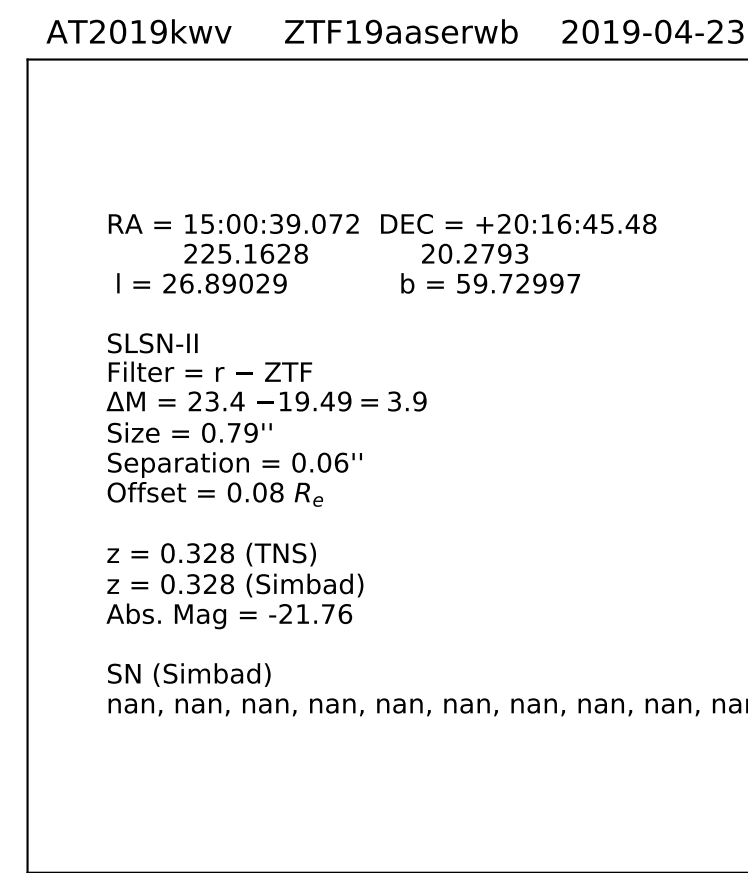 AT2019kwv ZTF19aaserwb 2019-04-23
RA = 15:00:39.072 DEC = +20:16:45.48
225.1628 20.2793
l = 26.89029 b = 59.72997
SLSN-II
Filter = r − ZTF
ΔM = 23.4 −19.49 = 3.9
Size = 0.79''
Separation = 0.06''
Offset = 0.08 Re
z = 0.328 (TNS)
z = 0.328 (Simbad)
Abs. Mag = -21.76
SN (Simbad)
nan, nan, nan, nan, nan, nan, nan, nan, nan,